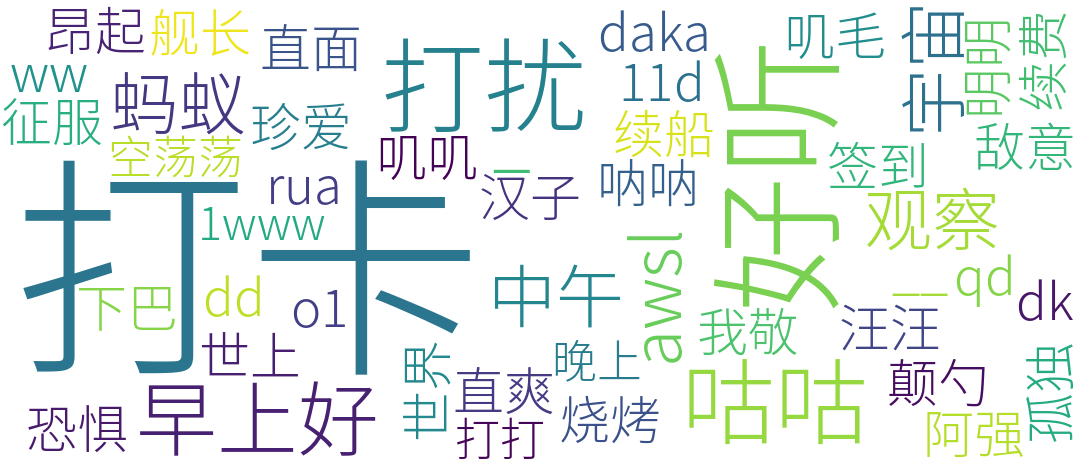 昂起 舰长 直面 打扰 daka 叽毛 宇宙 明明 续费
ww 蚂蚁 11d 好听
征服 珍爱 续船 敌意
空荡荡 叽叽 签到
打卡 rua 一 汉子 呐呐 观察
1www
下巴 dd o1 中午 awsl __ qd dk
世上 我敬 汪汪
世界 直爽 晚上 咕咕 颠勺 孤独
恐惧 早上好 打打 烧烤 阿强